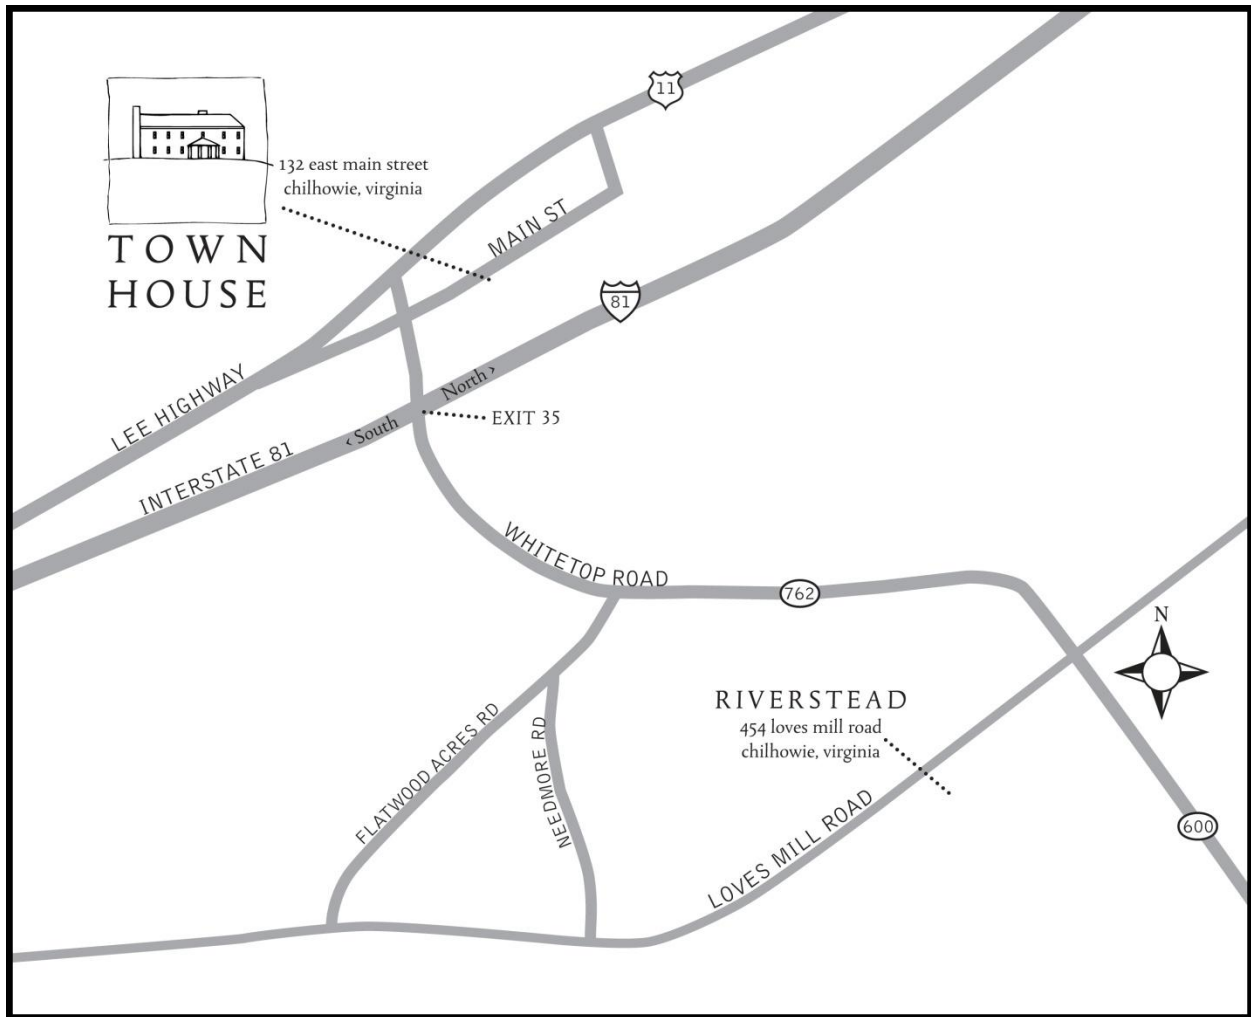 11
132 east main street
chilhowie, virginia
TOWN
HOUSE
MAIN ST
81
LEE HIGHWAY
North ›
‹ South
EXIT 35
INTERSTATE 81
WHITETOP ROAD
762
N
RIVERSTEAD
454 loves mill road
chilhowie, virginia
FLATWOOD ACRES RD
NEEDMORE RD
LOVES MILL ROAD
600